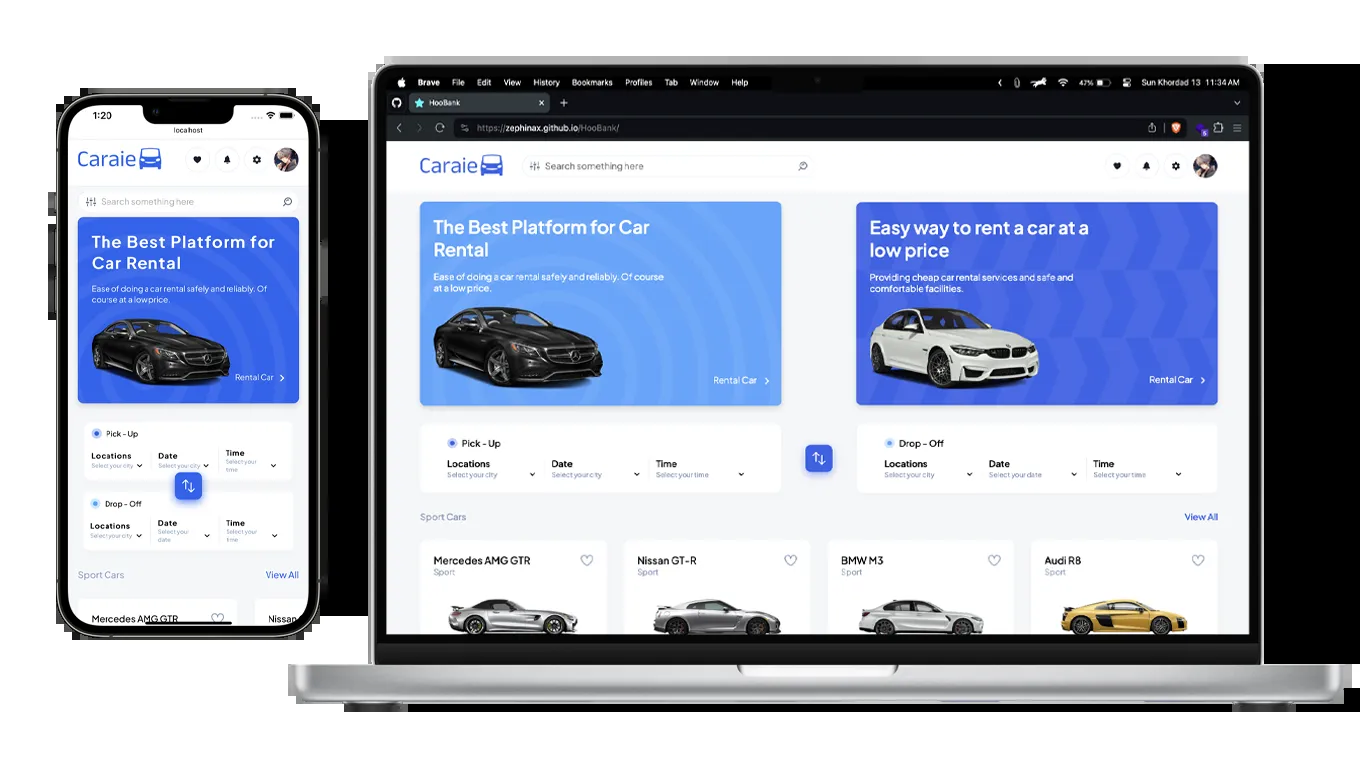 1:20
localhost
Caraie
Search something here
The Best Platform for
Car Rental
Ease of doing a car rental safely and reliably. Of
course at a lowprice.
Rental Car
Pick - Up
Locations Date Time
Select your city Select your city Select your
time
Drop - Off
Locations Date Time
Select your city Select your
date Select your
time
Sport Cars View All
Mercedes AMG GTR Nissan
Brave File Edit View History Bookmarks Profiles Tab Window Help 47% Sun Khordad 13 11:34 AM
HooBank
https://zephinax.github.io/HooBank/
5
Caraie Search something here
The Best Platform for Car
Rental
Ease of doing a car rental safely and reliably. Of course
at a low price.
Rental Car
Easy way to rent a car at a
low price
Providing cheap car rental services and safe and
comfortable facilities.
Rental Car
Pick - Up
Locations Date Time
Select your city Select your city Select your time
Drop - Off
Locations Date Time
Select your city Select your date Select your time
Sport Cars View All
Mercedes AMG GTR Nissan GT-R BMW M3 Audi R8
Sport Sport Sport Sport